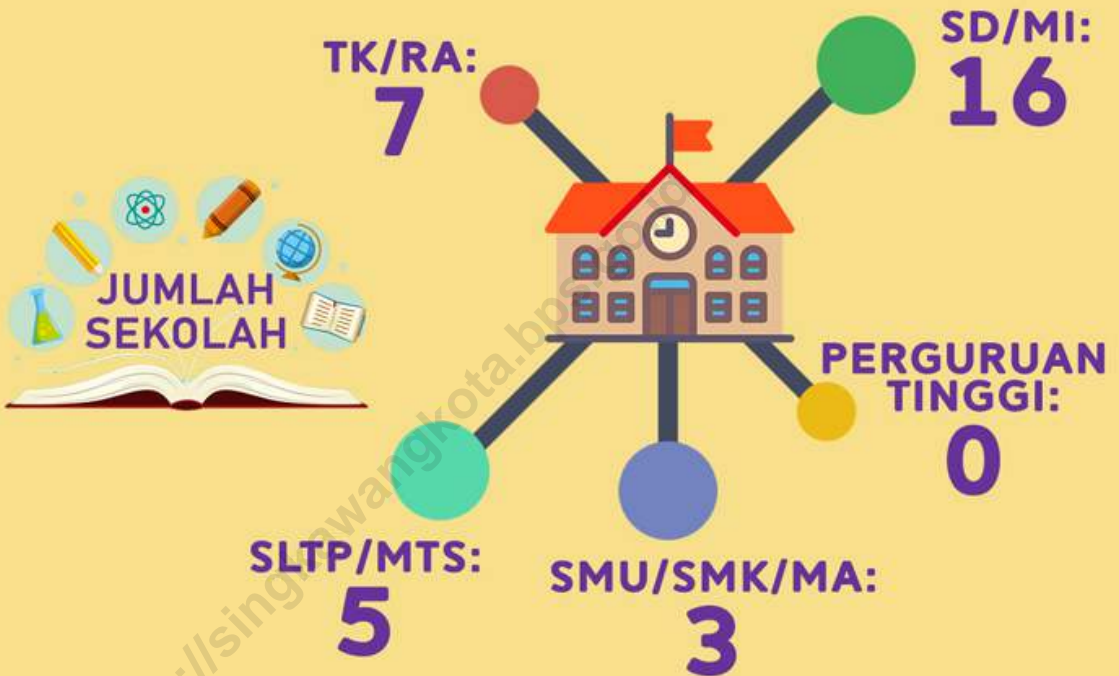 TK/RA:
7
SD/MI:
16
JUMLAH
SEKOLAH
PERGURUAN
TINGGI:
0
SLTP/MTS:
5
SMU/SMK/MA:
3